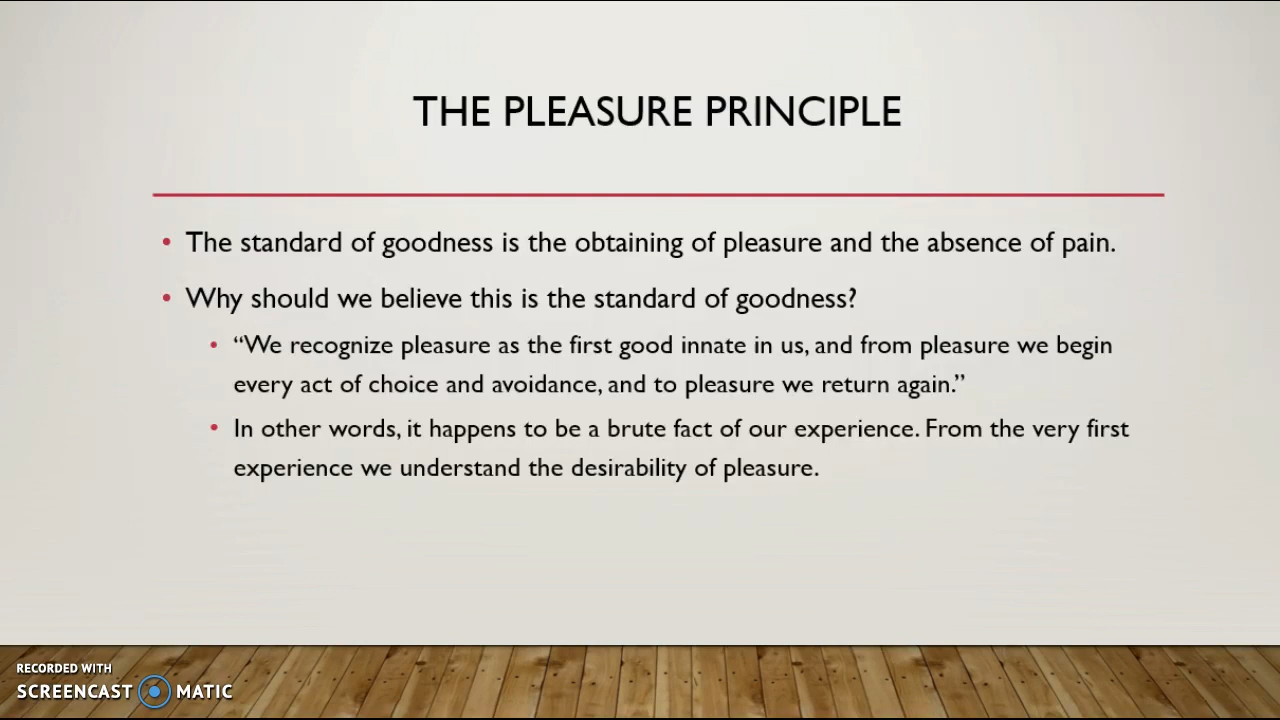 THE PLEASURE PRINCIPLE
• The standard of goodness is the obtaining of pleasure and the absence of pain.
• Why should we believe this is the standard of goodness?
• “We recognize pleasure as the first good innate in us, and from pleasure we begin
every act of choice and avoidance, and to pleasure we return again.”
• In other words, it happens to be a brute fact of our experience. From the very first
experience we understand the desirability of pleasure.
RECORDED WITH
SCREENCAST MATIC